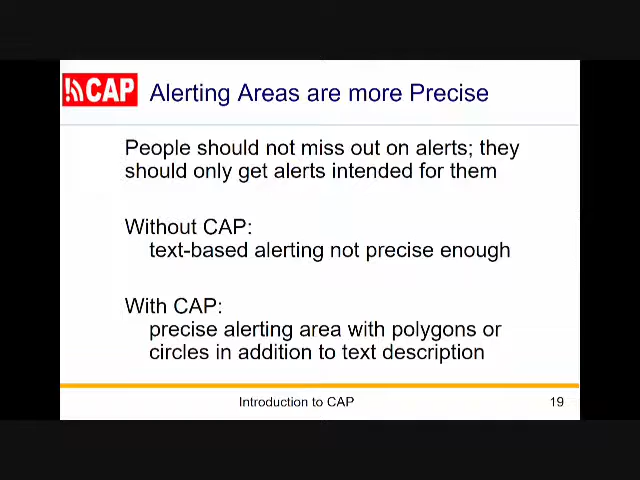 CAP
Alerting Areas are more Precise
People should not miss out on alerts; they
should only get alerts intended for them
Without CAP:
text-based alerting not precise enough
With CAP:
precise alerting area with polygons or
circles in addition to text description
Introduction to CAP
19